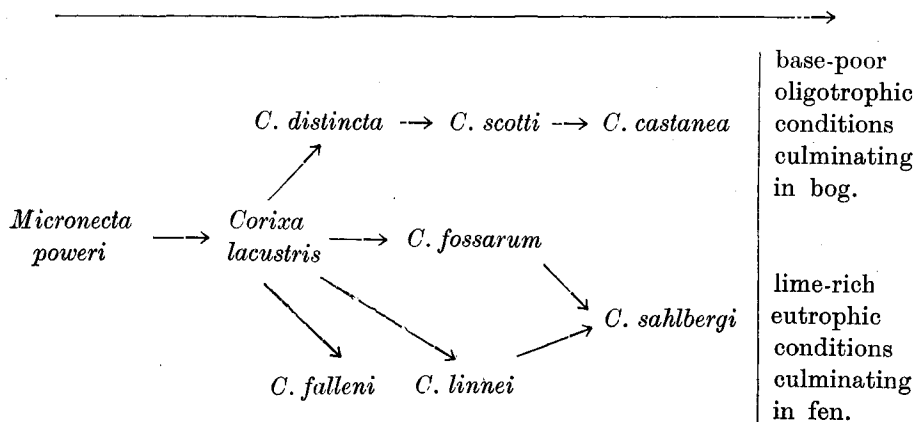 base-poor
oligotrophic
conditions
culminating
in bog.
C. distincta
C. scotti
C. castanea
Micronecta
poweri
Corixa
lacustris
C. fossarum
C. sahlbergi
C. falleni
C. linnei
lime-rich
eutrophic
conditions
culminating
in fen.